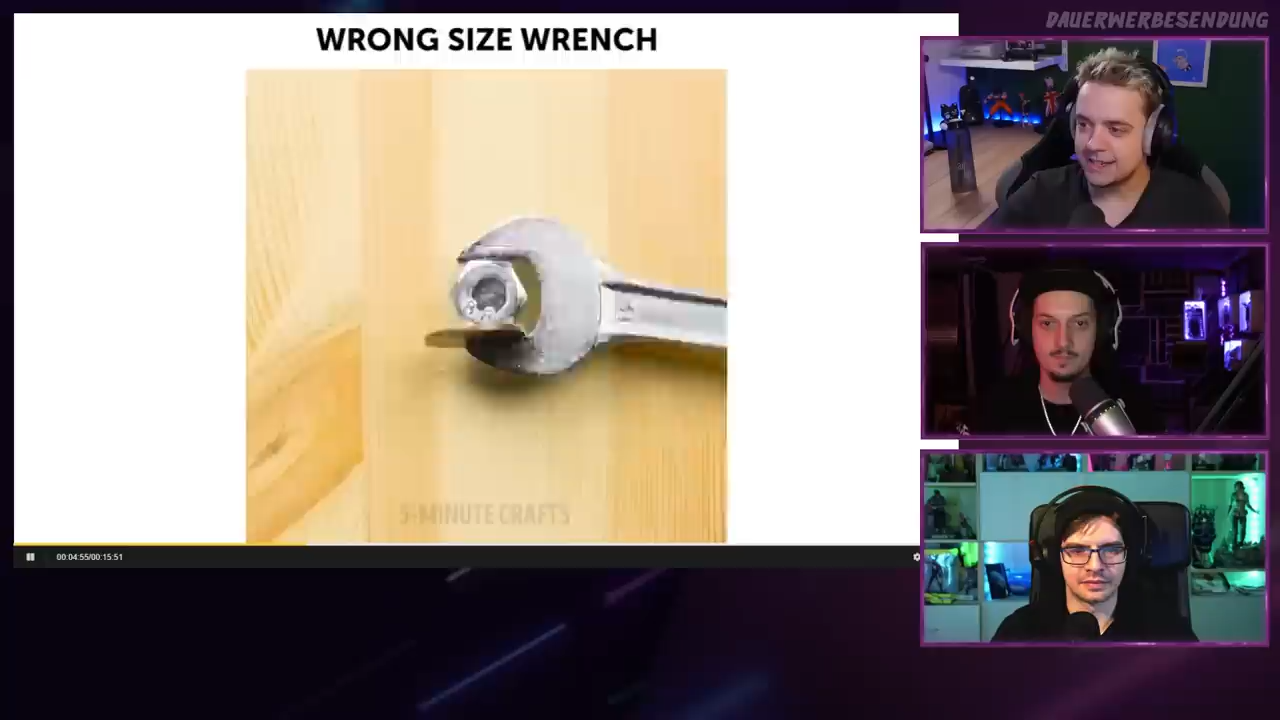 DAUERWERBESENDUNG
WRONG SIZE WRENCH
5-MINUTE CRAFTS
00:04:55/00:15:51